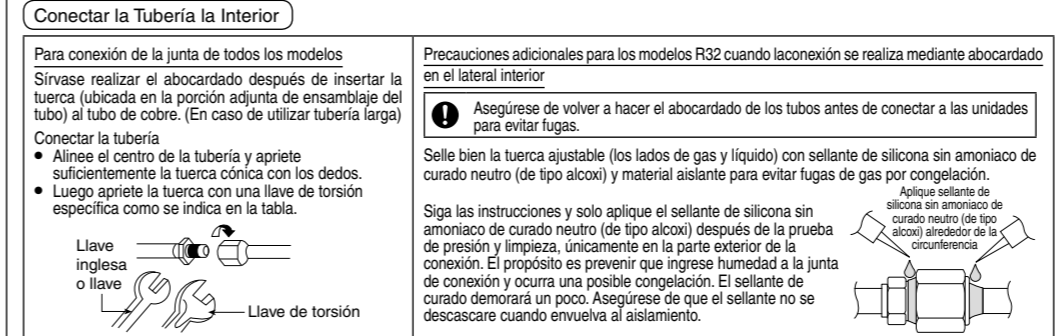 Conectar la Tubería la Interior
Para conexión de la junta de todos los modelos
Sírvase realizar el abocardado después de insertar la
tuerca (ubicada en la porción adjunta de ensamblaje del
tubo) al tubo de cobre. (En caso de utilizar tubería larga)
Conectar la tubería
● Alinee el centro de la tubería y apriete
suficientemente la tuerca cónica con los dedos.
● Luego apriete la tuerca con una llave de torsión
específica como se indica en la tabla.
Llave
inglesa
o llave
Llave de torsión
Precauciones adicionales para los modelos R32 cuando laconexión se realiza mediante abocardado
en el lateral interior
Asegúrese de volver a hacer el abocardado de los tubos antes de conectar a las unidades
para evitar fugas.
Selle bien la tuerca ajustable (los lados de gas y líquido) con sellante de silicona sin amoniaco de
curado neutro (de tipo alcoxi) y material aislante para evitar fugas de gas por congelación.
Siga las instrucciones y solo aplique el sellante de silicona sin
amoniaco de curado neutro (de tipo alcoxi) después de la prueba
de presión y limpieza, únicamente en la parte exterior de la
conexión. El propósito es prevenir que ingrese humedad a la junta
de conexión y ocurra una posible congelación. El sellante de
curado demorará un poco. Asegúrese de que el sellante no se
descascare cuando envuelva al aislamiento.
Aplique sellante de
silicona sin amoniaco de
curado neutro (de tipo
alcoxi) alrededor de la
circunferencia